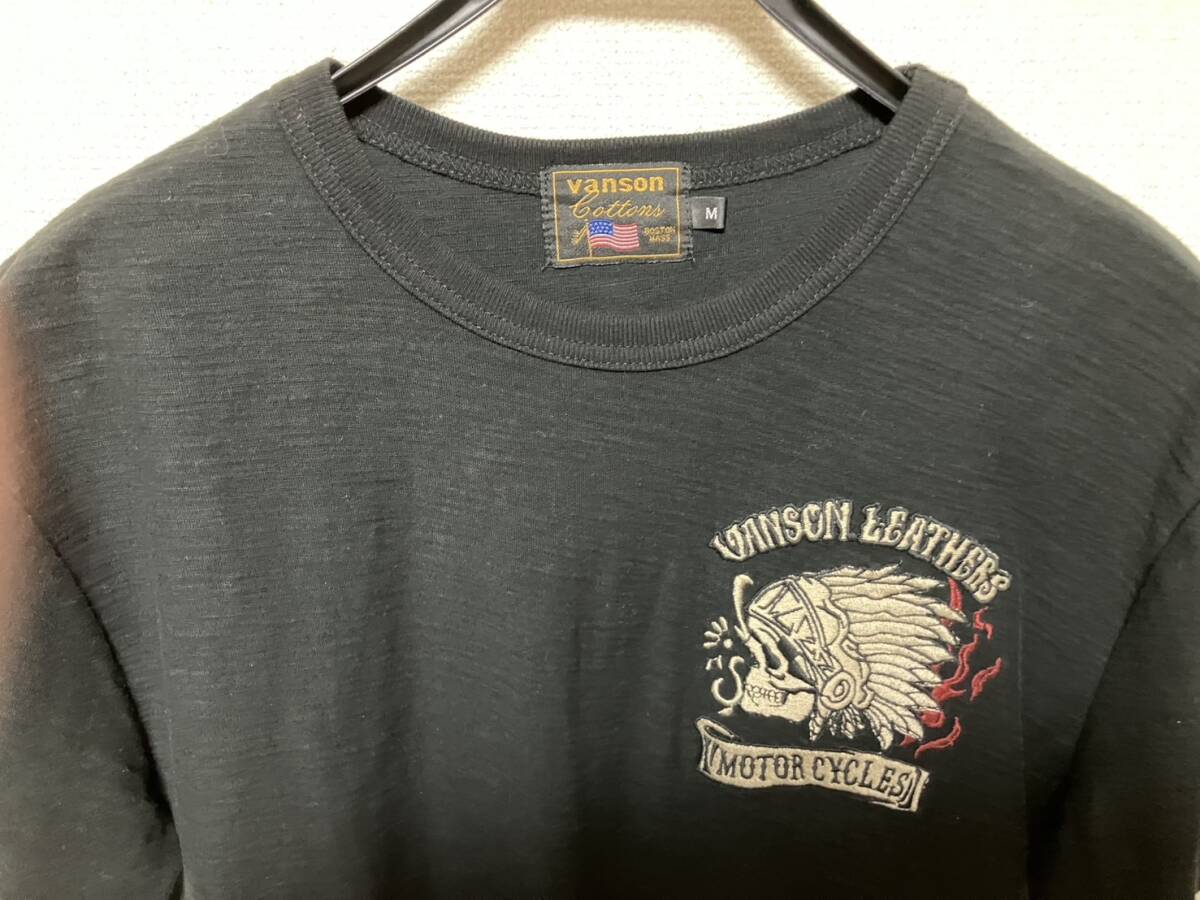 vanson
Cottons
BOSTON
MASS
M
VANSON LEATHERS
MOTOR CYCLES